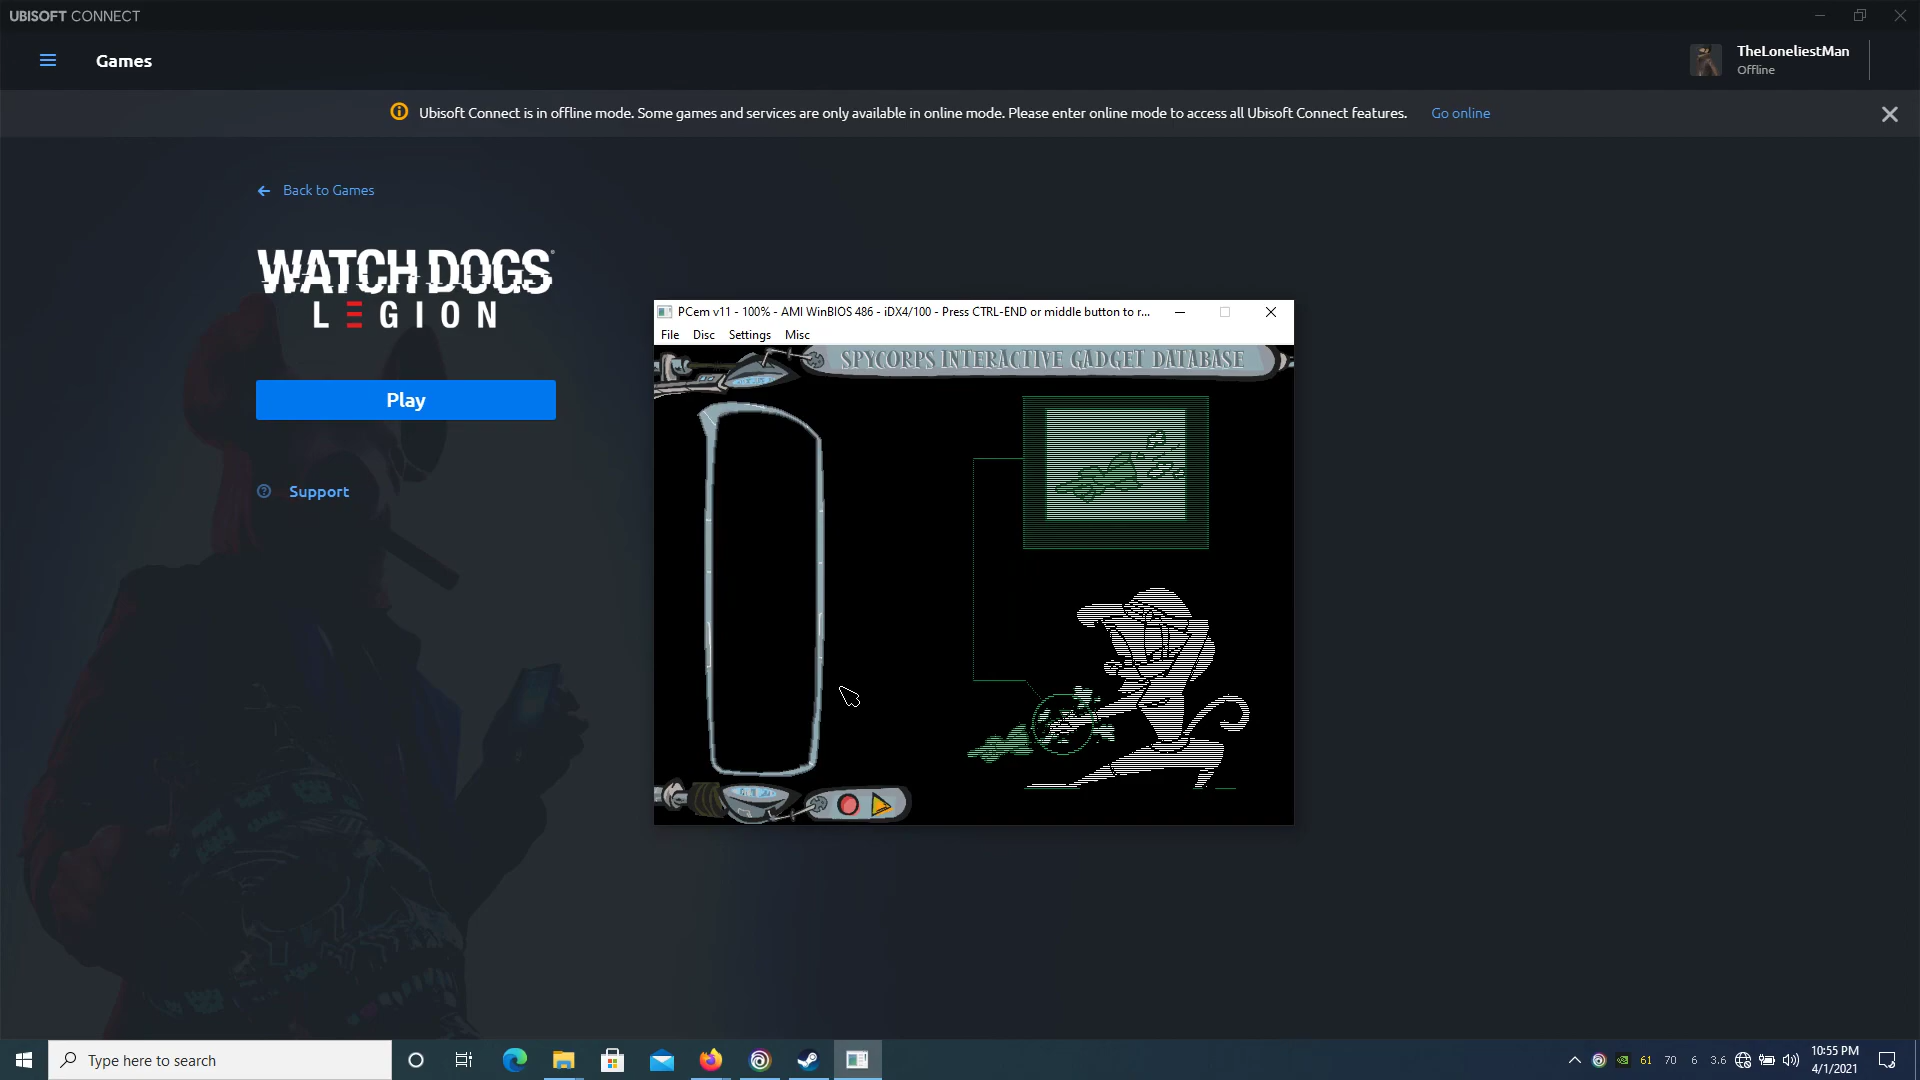 UBISOFT CONNECT
Games
TheLoneliestMan
Offline
Ubisoft Connect is in offline mode. Some games and services are only available in online mode. Please enter online mode to access all Ubisoft Connect features. Go online
Back to Games
WATCH DOGS
LEGION
Play
Support
PCem v11 - 100% - AMI WinBIOS 486 - iDX4/100 - Press CTRL-END or middle button to r...
File Disc Settings Misc
SPYCORPS INTERACTIVE GADGET DATABASE
Type here to search
61 70 6 3.6
10:55 PM
4/1/2021